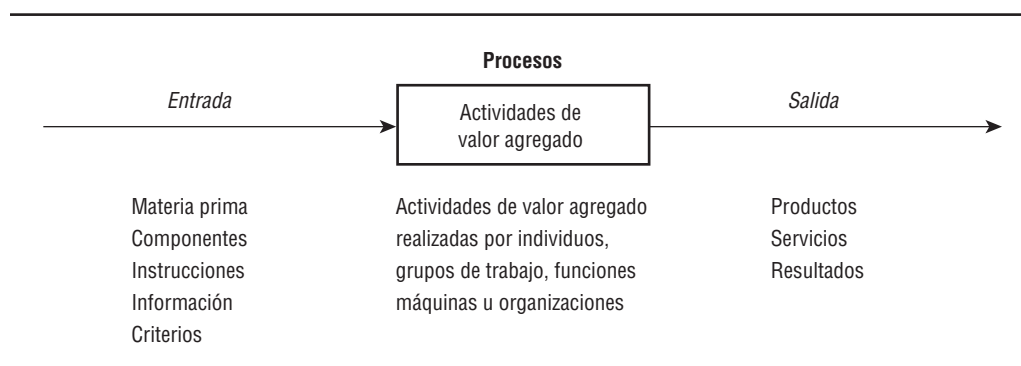 Procesos
Entrada
Actividades de
valor agregado
Salida
Materia prima
Componentes
Instrucciones
Información
Criterios
Actividades de valor agregado
realizadas por individuos,
grupos de trabajo, funciones
máquinas u organizaciones
Productos
Servicios
Resultados